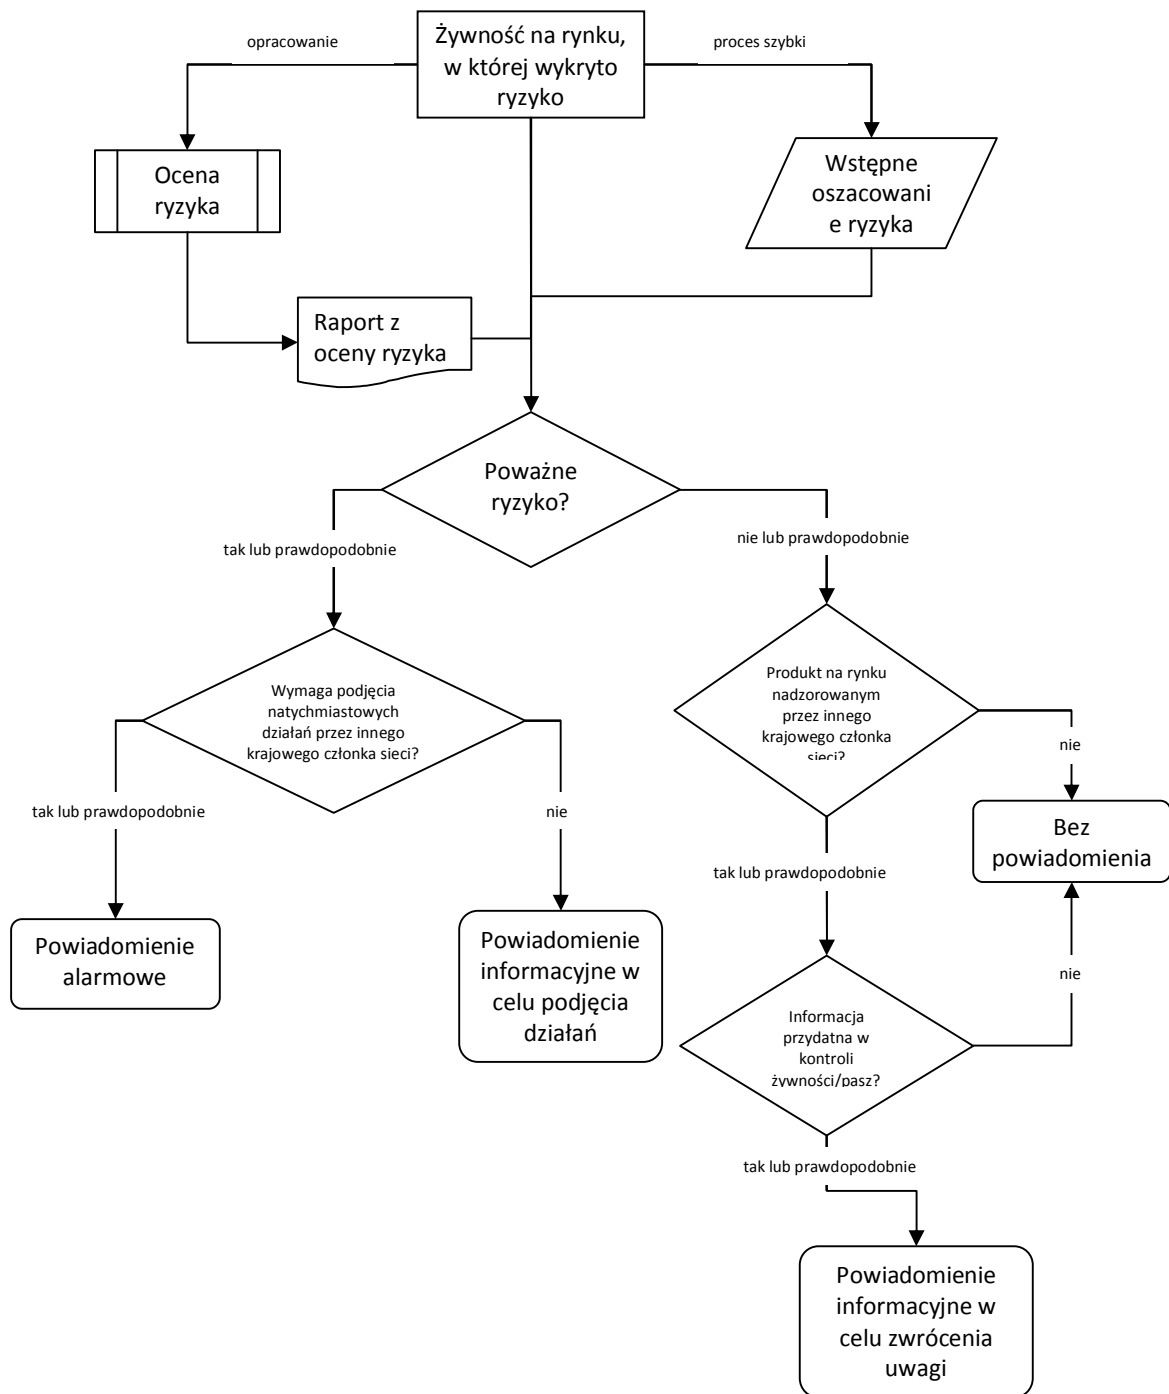 opracowanie
Żywność na rynku,
w której wykryto
ryzyko
proces szybki
Ocena
ryzyka
Wstępne
oszacowani
e ryzyka
Raport z
oceny ryzyka
Poważne
ryzyko?
tak lub prawdopodobnie
nie lub prawdopodobnie
Wymaga podjęcia
natychmiastowych
działań przez innego
krajowego członka sieci?
Produkt na rynku
nadzorowanym
przez innego
krajowego członka
sieci?
nie
tak lub prawdopodobnie
nie
Bez
powiadomienia
tak lub prawdopodobnie
Powiadomienie
alarmowe
Powiadomienie
informacyjne w
celu podjęcia
działań
nie
Informacja
przydatna w
kontroli
żywności/pasz?
tak lub prawdopodobnie
Powiadomienie
informacyjne w
celu zwrócenia
uwagi